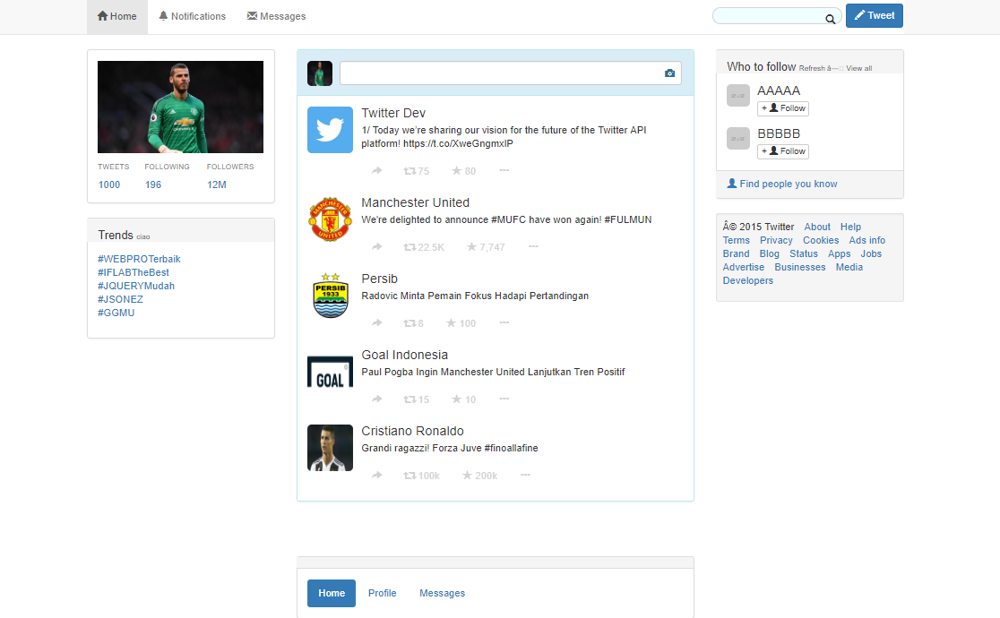 Home Notifications Messages Tweet
TWEETS FOLLOWING FOLLOWERS
1000 196 12M
Trends ciao
#WEBPROTerbaik
#IFLABTheBest
#JQUERYMudah
#JSONEZ
#GGMU
Twitter Dev
1/ Today we're sharing our vision for the future of the Twitter API
platform! https://t.co/XweGngmxlP
75 80
Manchester United
We're delighted to announce #MUFC have won again! #FULMUN
22.5K 7,747
MANCHESTER
UNITED
Persib
Radovic Minta Pemain Fokus Hadapi Pertandingan
8 100
PERSIB
1933
Goal Indonesia
Paul Pogba Ingin Manchester United Lanjutkan Tren Positif
15 10
GOAL
Cristiano Ronaldo
Grandi ragazzi! Forza Juve #finoallafine
100k 200k
Home Profile Messages
Who to follow Refresh â—  View all
AAAAA
+ Follow
BBBBB
+ Follow
Find people you know
Â© 2015 Twitter About Help
Terms Privacy Cookies Ads info
Brand Blog Status Apps Jobs
Advertise Businesses Media
Developers